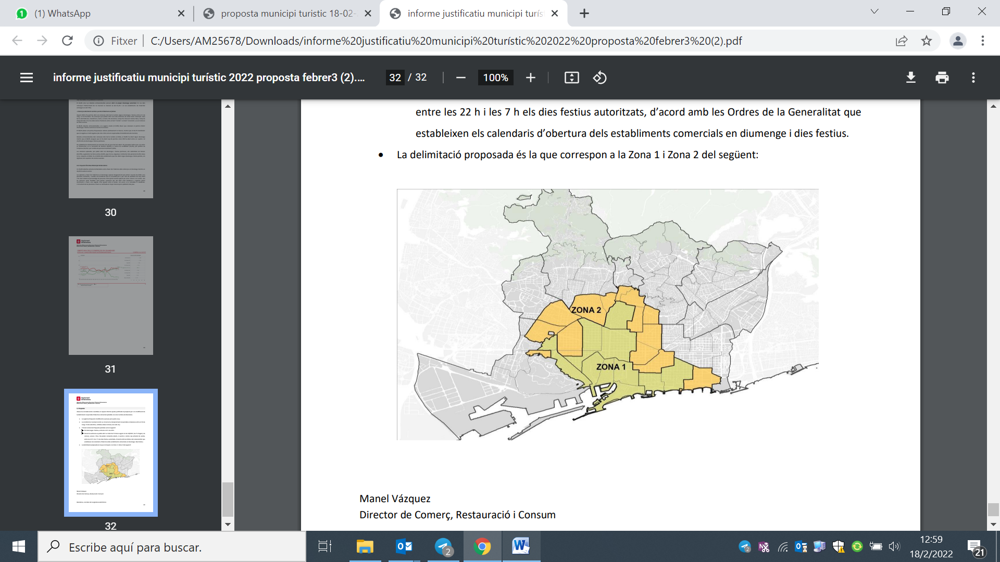 (1) WhatsApp
proposta municipi turistic 18-02-
informe justificatiu municipi turís
Fitxer
C:/Users/AM25678/Downloads/informe%20justificatiu%20municipi%20turístic%202022%20proposta%20febrer3%20(2).pdf
informe justificatiu municipi turístic 2022 proposta febrer3 (2)....
32 / 32
100%
30
31
32
entre les 22 h i les 7 h els dies festius autoritzats, d’acord amb les Ordres de la Generalitat que
estableixen els calendaris d’obertura dels establiments comercials en diumenge i dies festius.
• La delimitació proposada és la que correspon a la Zona 1 i Zona 2 del següent:
ZONA 2
ZONA 1
Manel Vázquez
Director de Comerç, Restauració i Consum
Escribe aquí para buscar.
2
2
12:59
18/2/2022
21